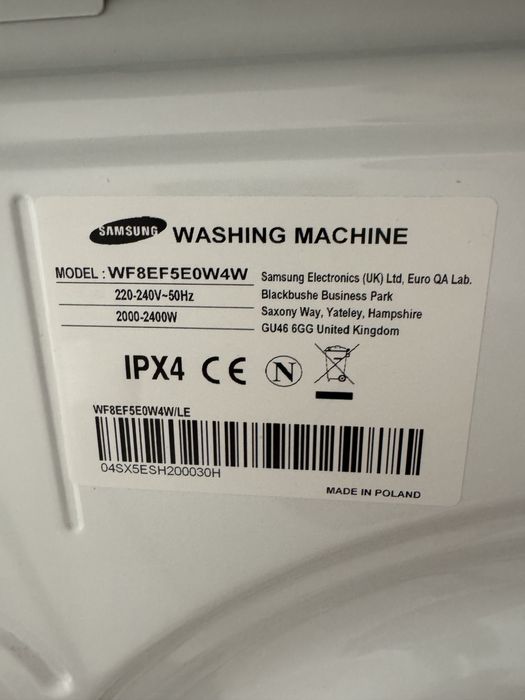 SAMSUNG WASHING MACHINE
MODEL : WF8EF5E0W4W
220-240V~50Hz
2000-2400W
Samsung Electronics (UK) Ltd, Euro QA Lab.
Blackbushe Business Park
Saxony Way, Yateley, Hampshire
GU46 6GG United Kingdom
IPX4 CE N
WF8EF5E0W4W/LE
04SX5ESH200030H
MADE IN POLAND